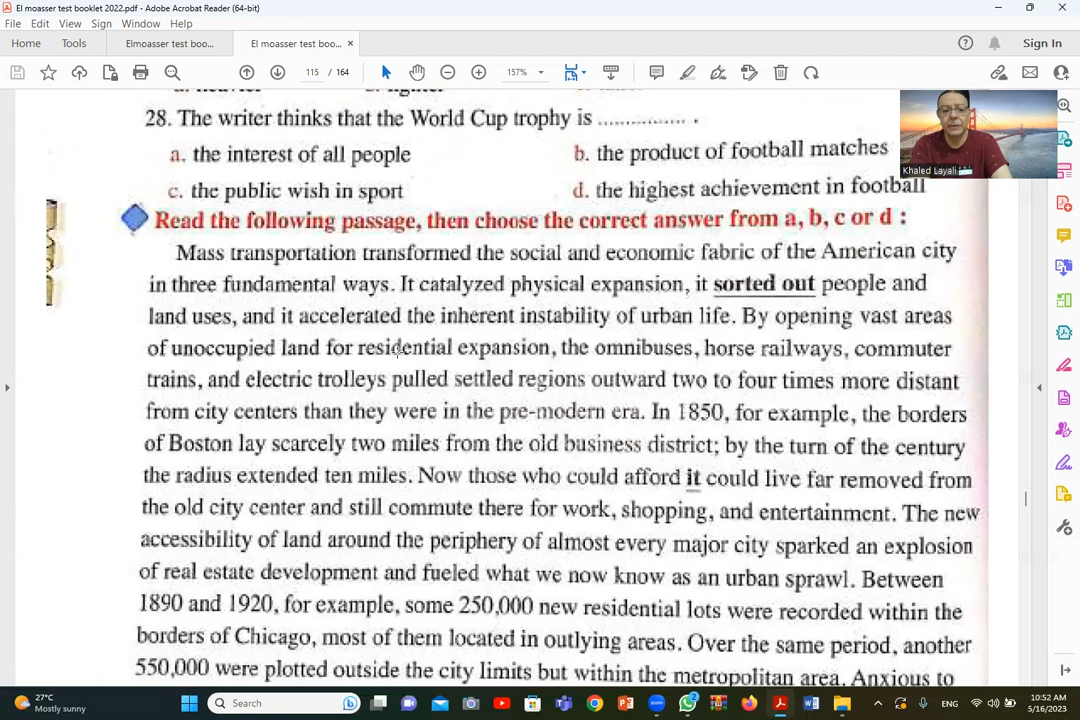 El moasser test booklet 2022.pdf - Adobe Acrobat Reader (64-bit)
File Edit View Sign Window Help
Home Tools Elmoasser test boo... El moasser test boo... × Sign In
115 / 164 157%
28. The writer thinks that the World Cup trophy is ............... .
a. the interest of all people b. the product of football matches
c. the public wish in sport d. the highest achievement in football
Khaled Layali
Read the following passage, then choose the correct answer from a, b, c or d :
Mass transportation transformed the social and economic fabric of the American city
in three fundamental ways. It catalyzed physical expansion, it sorted out people and
land uses, and it accelerated the inherent instability of urban life. By opening vast areas
of unoccupied land for residential expansion, the omnibuses, horse railways, commuter
trains, and electric trolleys pulled settled regions outward two to four times more distant
from city centers than they were in the pre-modern era. In 1850, for example, the borders
of Boston lay scarcely two miles from the old business district; by the turn of the century
the radius extended ten miles. Now those who could afford it could live far removed from
the old city center and still commute there for work, shopping, and entertainment. The new
accessibility of land around the periphery of almost every major city sparked an explosion
of real estate development and fueled what we now know as an urban sprawl. Between
1890 and 1920, for example, some 250,000 new residential lots were recorded within the
borders of Chicago, most of them located in outlying areas. Over the same period, another
550,000 were plotted outside the city limits but within the metropolitan area. Anxious to
27°C
Mostly sunny
Search
2
ENG
10:52 AM
5/16/2023